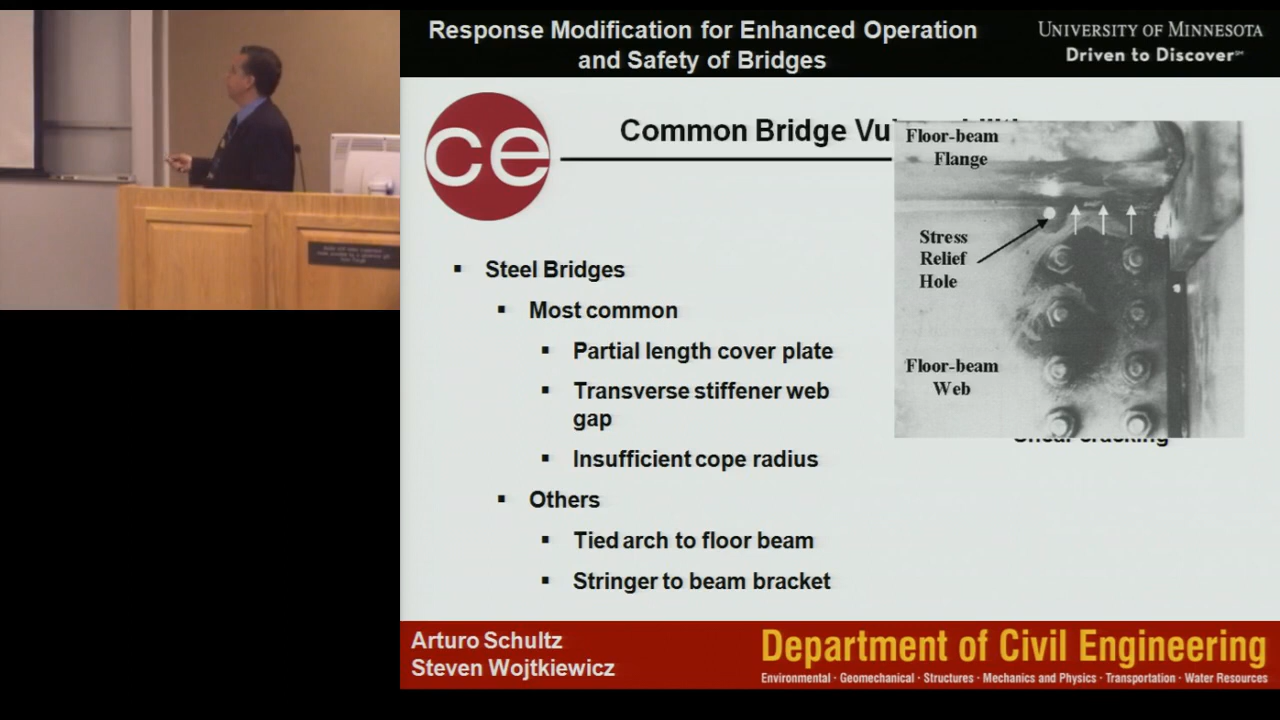 Response Modification for Enhanced Operation
and Safety of Bridges
UNIVERSITY OF MINNESOTA
Driven to Discover℠
ce
Common Bridge
Floor-beam
Flange
Stress
Relief
Hole
Floor-beam
Web
▪ Steel Bridges
▪ Most common
▪ Partial length cover plate
▪ Transverse stiffener web
gap
▪ Insufficient cope radius
▪ Others
▪ Tied arch to floor beam
▪ Stringer to beam bracket
Arturo Schultz
Steven Wojtkiewicz
Department of Civil Engineering
Environmental · Geomechanical · Structures · Mechanics and Physics · Transportation · Water Resources